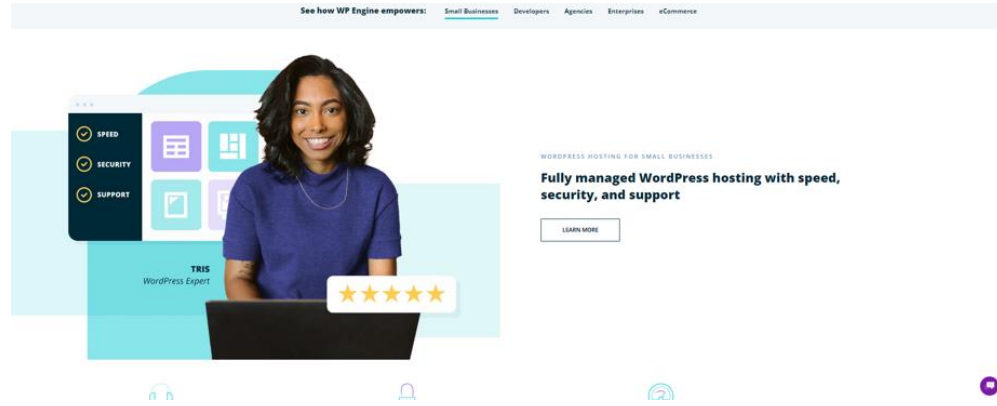 See how WP Engine empowers: Small Businesses Developers Agencies Enterprises eCommerce
SPEED
SECURITY
SUPPORT
TRIS
WordPress Expert
WORDPRESS HOSTING FOR SMALL BUSINESSES
Fully managed WordPress hosting with speed,
security, and support
LEARN MORE